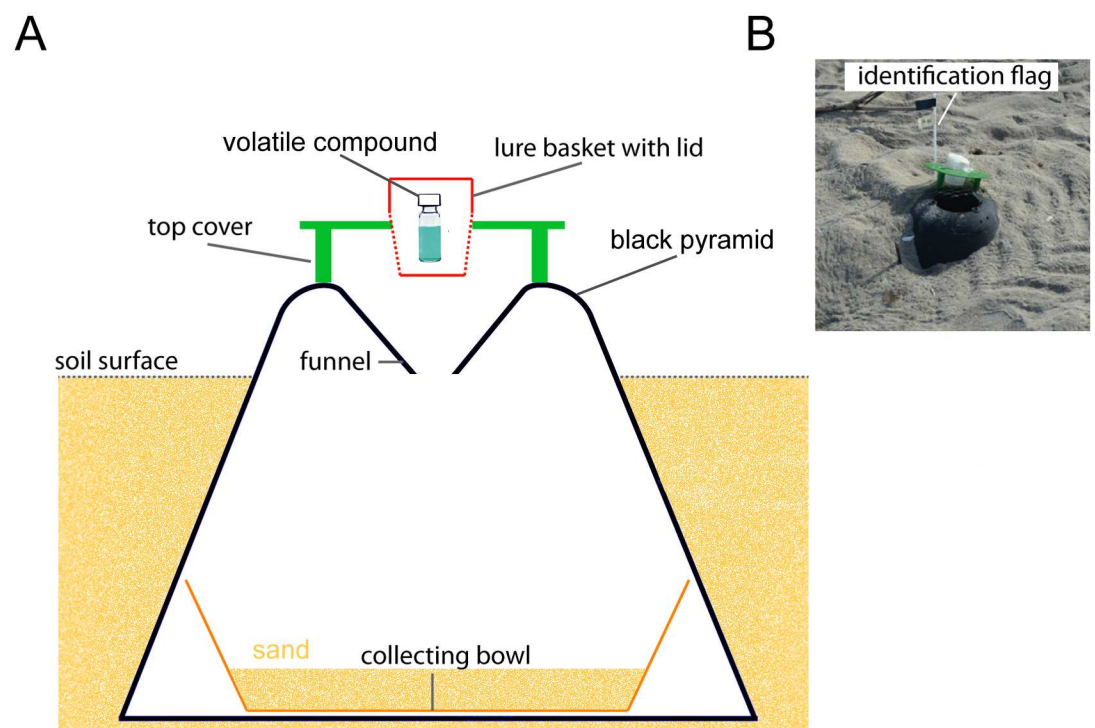 A
B
identification flag
volatile compound
lure basket with lid
top cover
black pyramid
soil surface
funnel
sand
collecting bowl